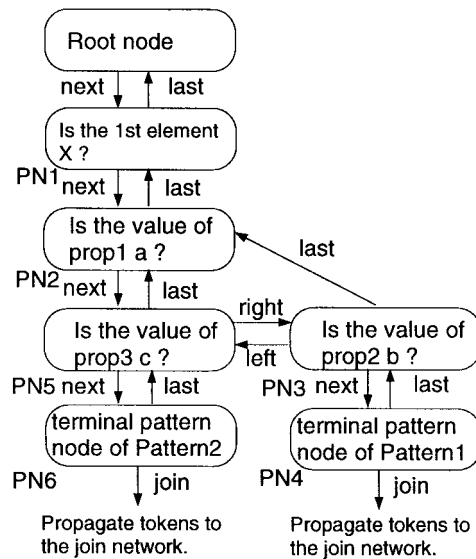 Root node
next
last
Is the 1st element
X ?
PN1
next
last
Is the value of
prop1 a ?
last
PN2
next
last
right
Is the value of
prop3 c ?
left
Is the value of
prop2 b ?
PN5
next
last
PN3
next
last
terminal pattern
node of Pattern2
terminal pattern
node of Pattern1
PN6
join
PN4
join
Propagate tokens to
the join network.
Propagate tokens to
the join network.